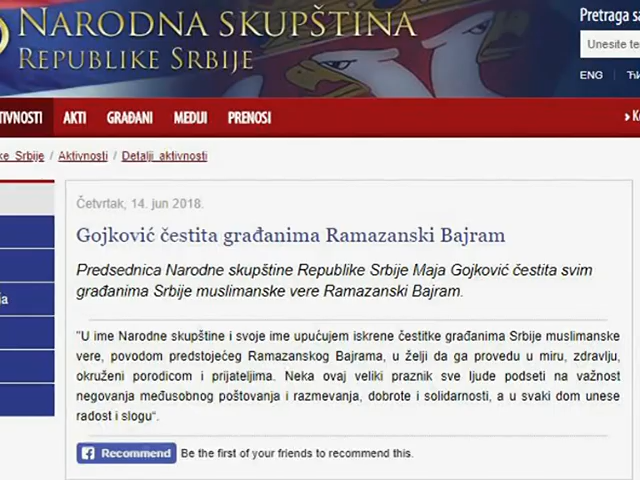 NARODNA SKUPŠTINA
REPUBLIKE SRBIJE
Pretraga sa
Unesite te
ENG
TIVNOSTI AKTI GRAĐANI MEDIJI PRENOSI
ke Srbije / Aktivnosti / Detalji aktivnosti
Četvrtak, 14. jun 2018.
Gojković čestita građanima Ramazanski Bajram
Predsednica Narodne skupštine Republike Srbije Maja Gojković čestita svim
građanima Srbije muslimanske vere Ramazanski Bajram.
"U ime Narodne skupštine i svoje ime upućujem iskrene čestitke građanima Srbije muslimanske
vere, povodom predstojećeg Ramazanskog Bajrama, u želji da ga provedu u miru, zdravlju,
okruženi porodicom i prijateljima. Neka ovaj veliki praznik sve ljude podseti na važnost
negovanja međusobnog poštovanja i razmevanja, dobrote i solidarnosti, a u svaki dom unese
radost i slogu“.
Recommend Be the first of your friends to recommend this.